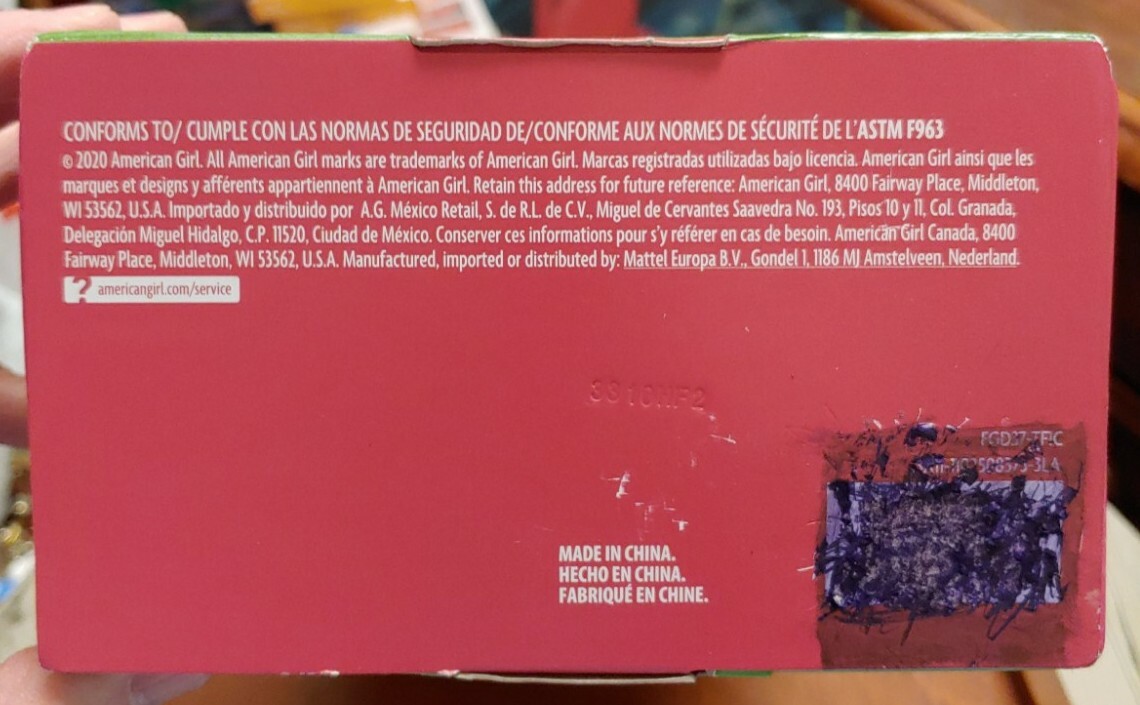 CONFORMS TO/ CUMPLE CON LAS NORMAS DE SEGURIDAD DE/CONFORME AUX NORMES DE SÉCURITÉ DE L'ASTM F963
© 2020 American Girl. All American Girl marks are trademarks of American Girl. Marcas registradas utilizadas bajo licencia. American Girl ainsi que les
marques et designs y afférents appartiennent à American Girl. Retain this address for future reference: American Girl, 8400 Fairway Place, Middleton,
WI 53562, U.S.A. Importado y distribuido por A.G. México Retail, S. de R.L. de C.V., Miguel de Cervantes Saavedra No. 193, Pisos 10 y 11, Col. Granada,
Delegación Miguel Hidalgo, C.P. 11520, Ciudad de México. Conserver ces informations pour s'y référer en cas de besoin. American Girl Canada, 8400
Fairway Place, Middleton, WI 53562, U.S.A. Manufactured, imported or distributed by: Mattel Europa B.V., Gondel 1, 1186 MJ Amstelveen, Nederland.
? americangirl.com/service
MADE IN CHINA.
HECHO EN CHINA.
FABRIQUÉ EN CHINE.